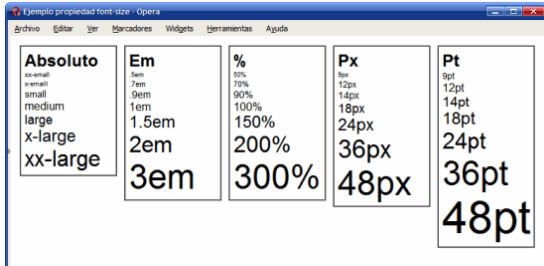 Ejemplo propiedad font-size - Opera
Archivo Editar Ver Marcadores Widgets Herramientas Ayuda
Absoluto
xx-small
x-small
small
medium
large
x-large
xx-large
Em
.5em
.7em
.9em
1em
1.5em
2em
3em
%
50%
70%
90%
100%
150%
200%
300%
Px
9px
12px
14px
18px
24px
36px
48px
Pt
9pt
12pt
14pt
18pt
24pt
36pt
48pt